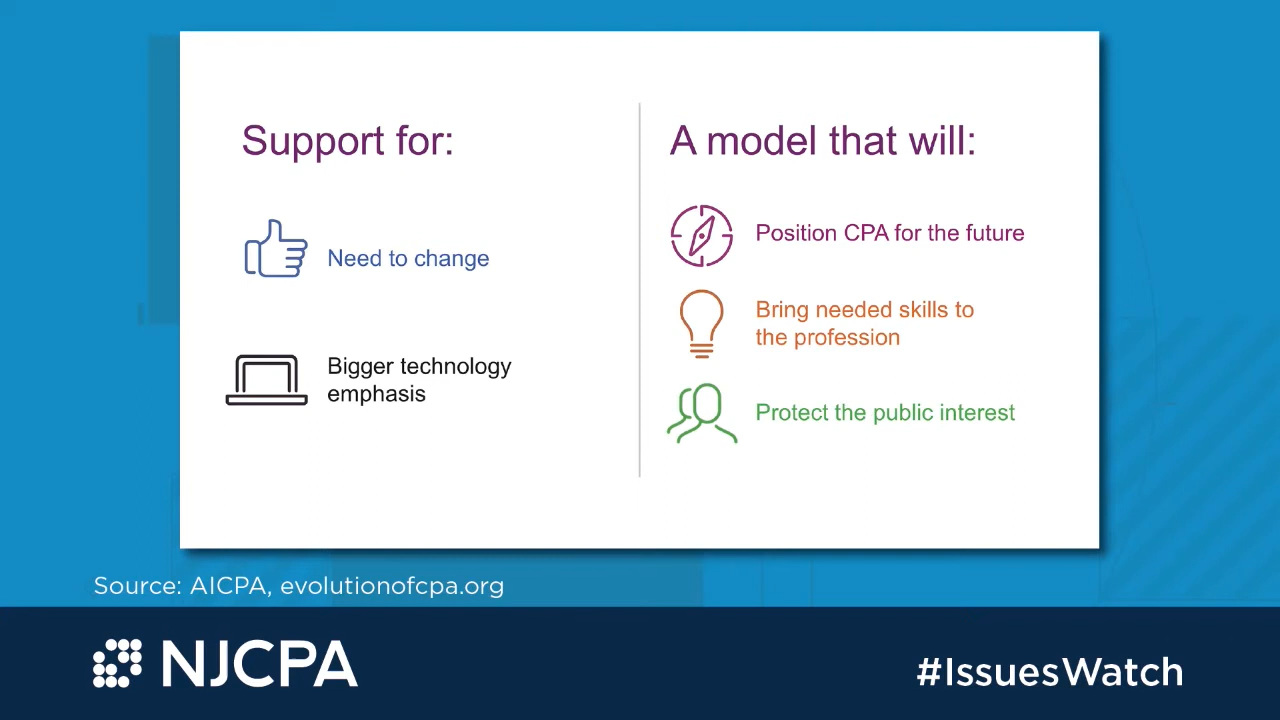 Support for:
Need to change
Bigger technology
emphasis
A model that will:
Position CPA for the future
Bring needed skills to
the profession
Protect the public interest
Source: AICPA, evolutionofcpa.org
NJCPA
#IssuesWatch